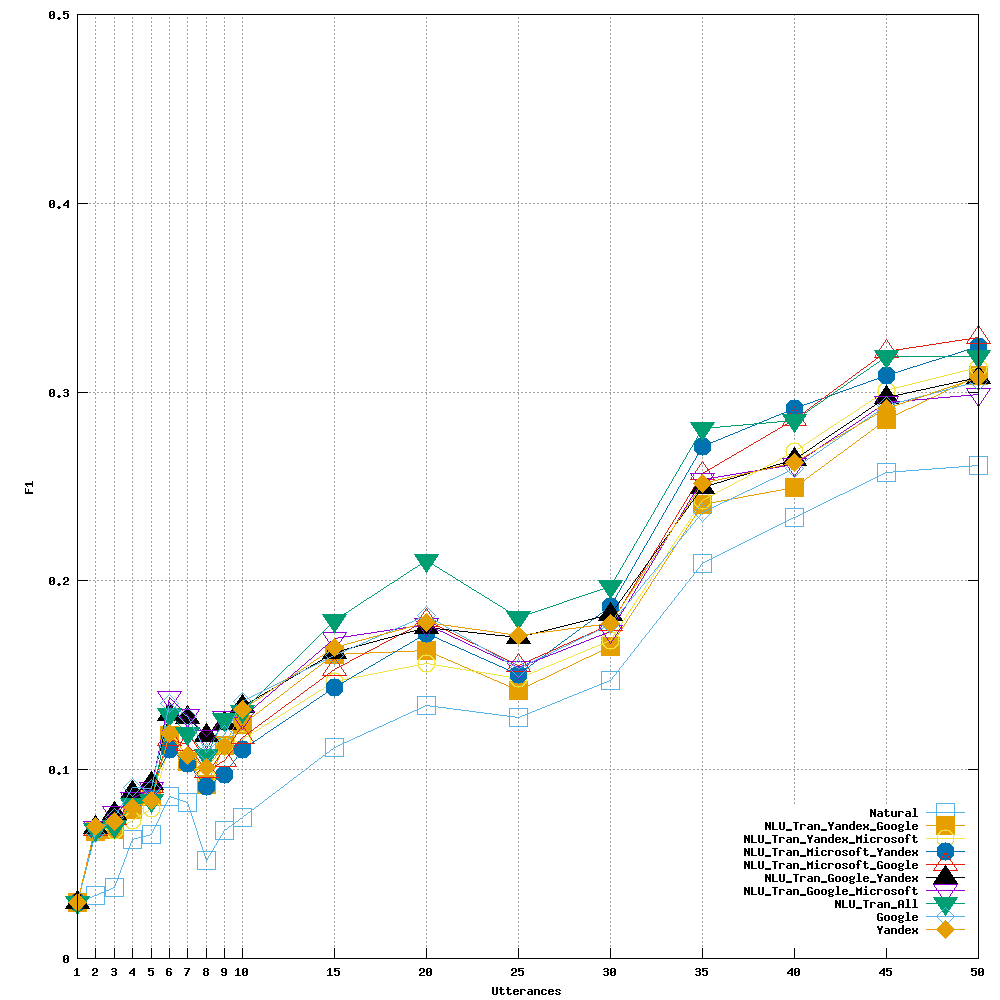 0.5
0.4
0.3
0.2
0.1
0
F1
1 2 3 4 5 6 7 8 9 10 15 20 25 30 35 40 45 50
Utterances
Natural
NLU_Tran_Yandex_Google
NLU_Tran_Yandex_Microsoft
NLU_Tran_Microsoft_Yandex
NLU_Tran_Microsoft_Google
NLU_Tran_Google_Yandex
NLU_Tran_Google_Microsoft
NLU_Tran_All
Google
Yandex